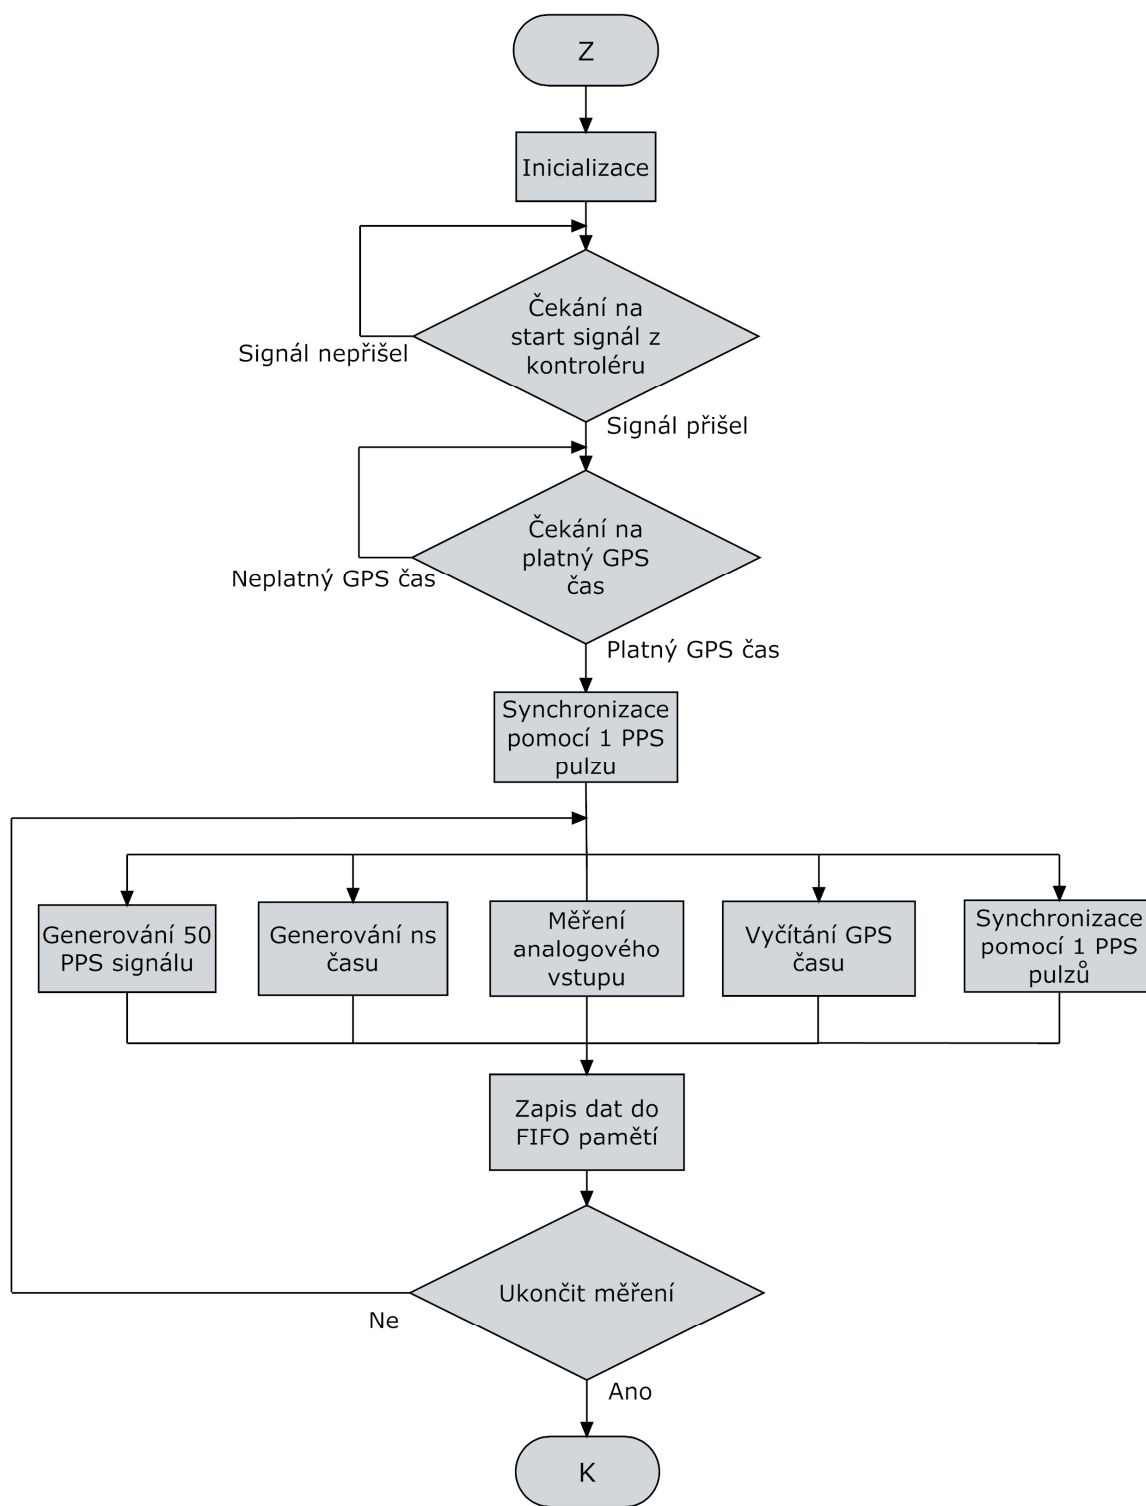 Z
Inicializace
Čekání na
start signál z
kontroléru
Signál nepřišel
Signál přišel
Čekání na
platný GPS
čas
Neplatný GPS čas
Platný GPS čas
Synchronizace
pomocí 1 PPS
pulzu
Generování 50
PPS signálu
Generování ns
času
Měření
analogového
vstupu
Vyčítání GPS
času
Synchronizace
pomocí 1 PPS
pulzů
Zapis dat do
FIFO pamětí
Ukončit měření
Ne
Ano
K